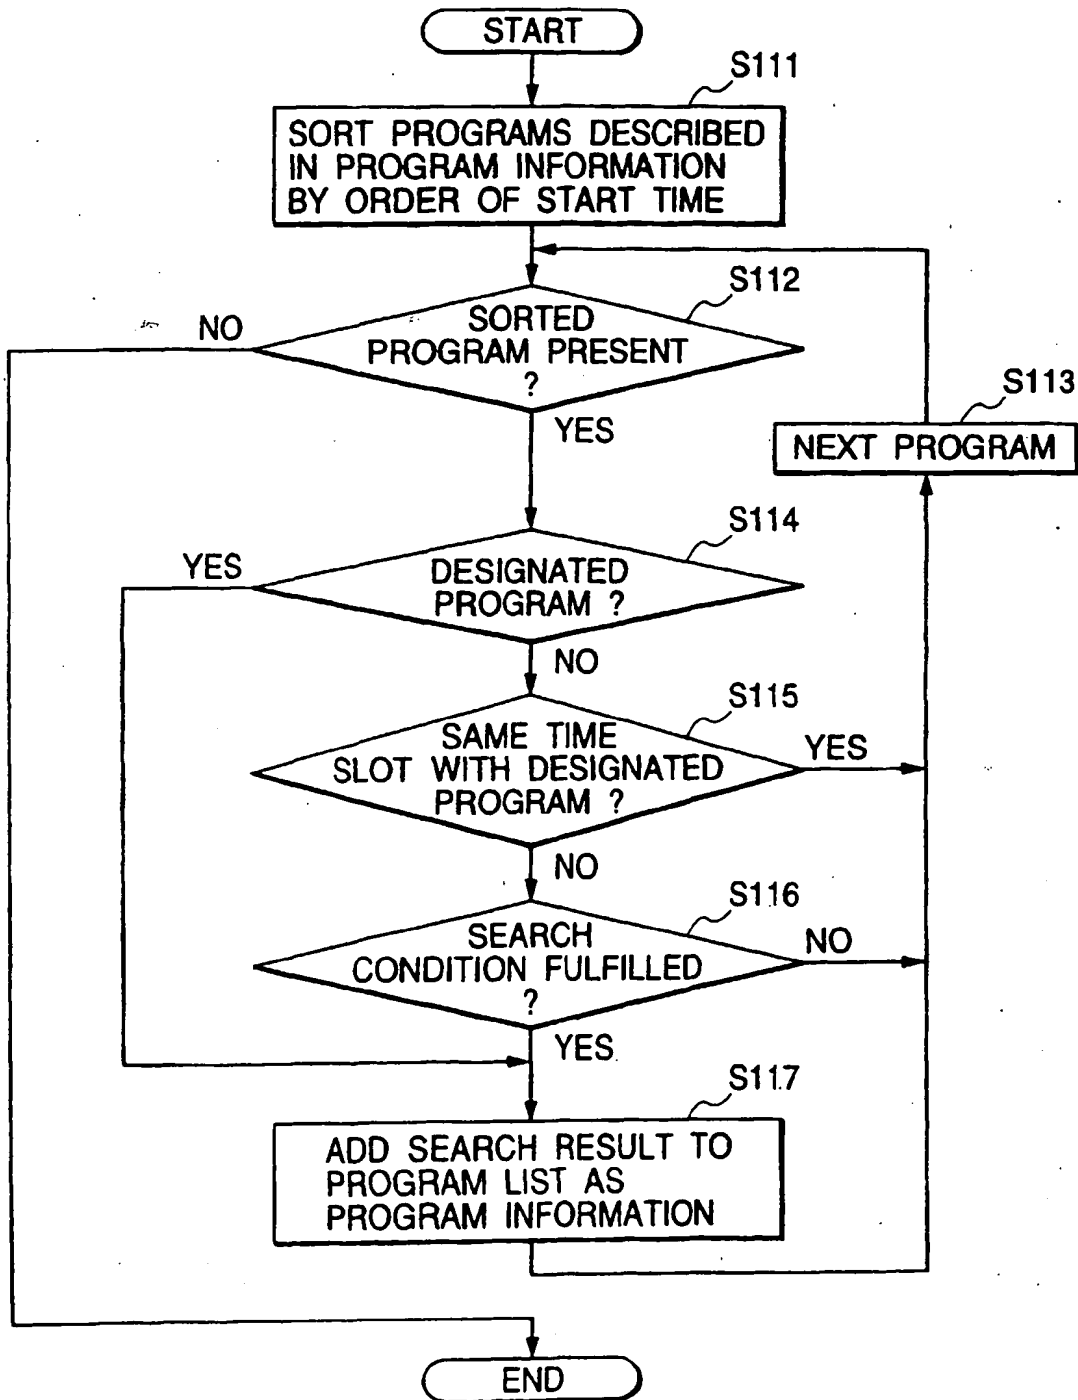 START
S111
SORT PROGRAMS DESCRIBED
IN PROGRAM INFORMATION
BY ORDER OF START TIME
S112
NO
SORTED
PROGRAM PRESENT
?
YES
S113
NEXT PROGRAM
S114
YES
DESIGNATED
PROGRAM ?
NO
S115
SAME TIME
SLOT WITH DESIGNATED
PROGRAM ?
YES
NO
S116
SEARCH
CONDITION FULFILLED
?
NO
YES
S117
ADD SEARCH RESULT TO
PROGRAM LIST AS
PROGRAM INFORMATION
END